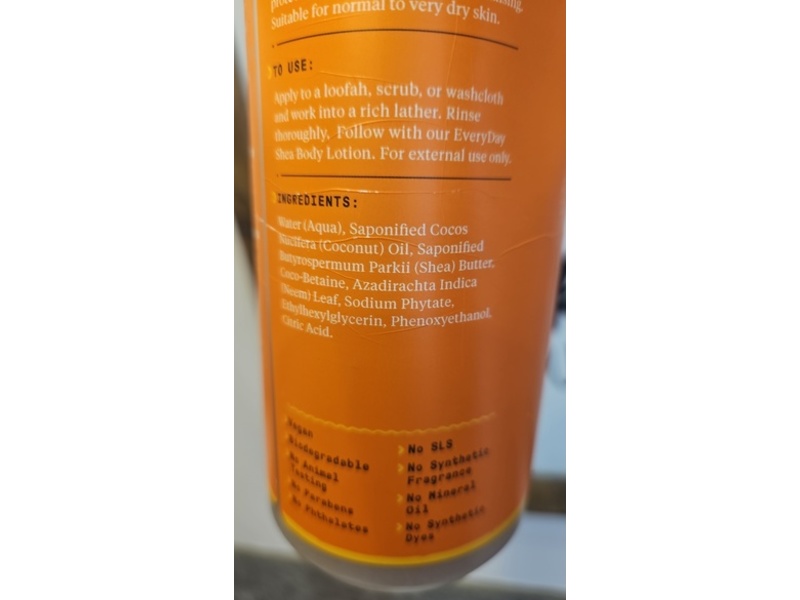 Suitable for normal to very dry skin.
TO USE:
Apply to a loofah, scrub, or washcloth
and work into a rich lather. Rinse
thoroughly. Follow with our EveryDay
Shea Body Lotion. For external use only.
INGREDIENTS:
Water (Aqua), Saponified Cocos
Nucifera (Coconut) Oil, Saponified
Butyrospermum Parkii (Shea) Butter,
Coco-Betaine, Azadirachta Indica
(Neem) Leaf, Sodium Phytate,
Ethylhexylglycerin, Phenoxyethanol,
Citric Acid.
Vegan
Biodegradable
No Animal
Testing
No Parabens
No Phthalates
No SLS
No Synthetic
Fragrance
No Mineral
Oil
No Synthetic
Dyes